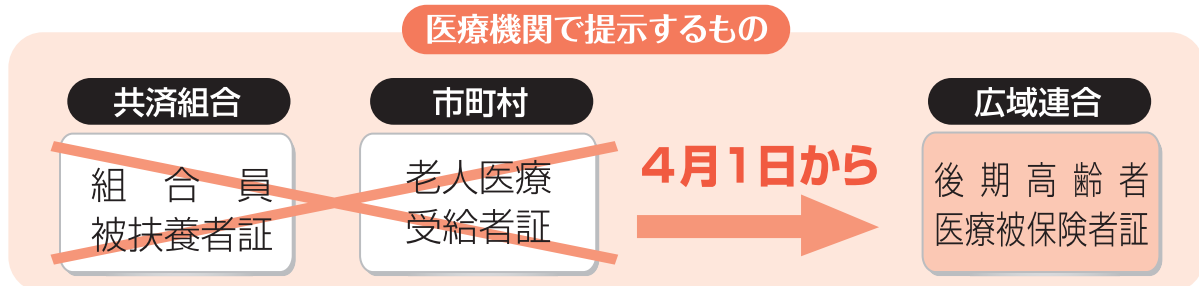 医療機関で提示するもの
共済組合
組合員
被扶養者証
市町村
老人医療
受給者証
4月1日から
広域連合
後期高齢者
医療被保険者証